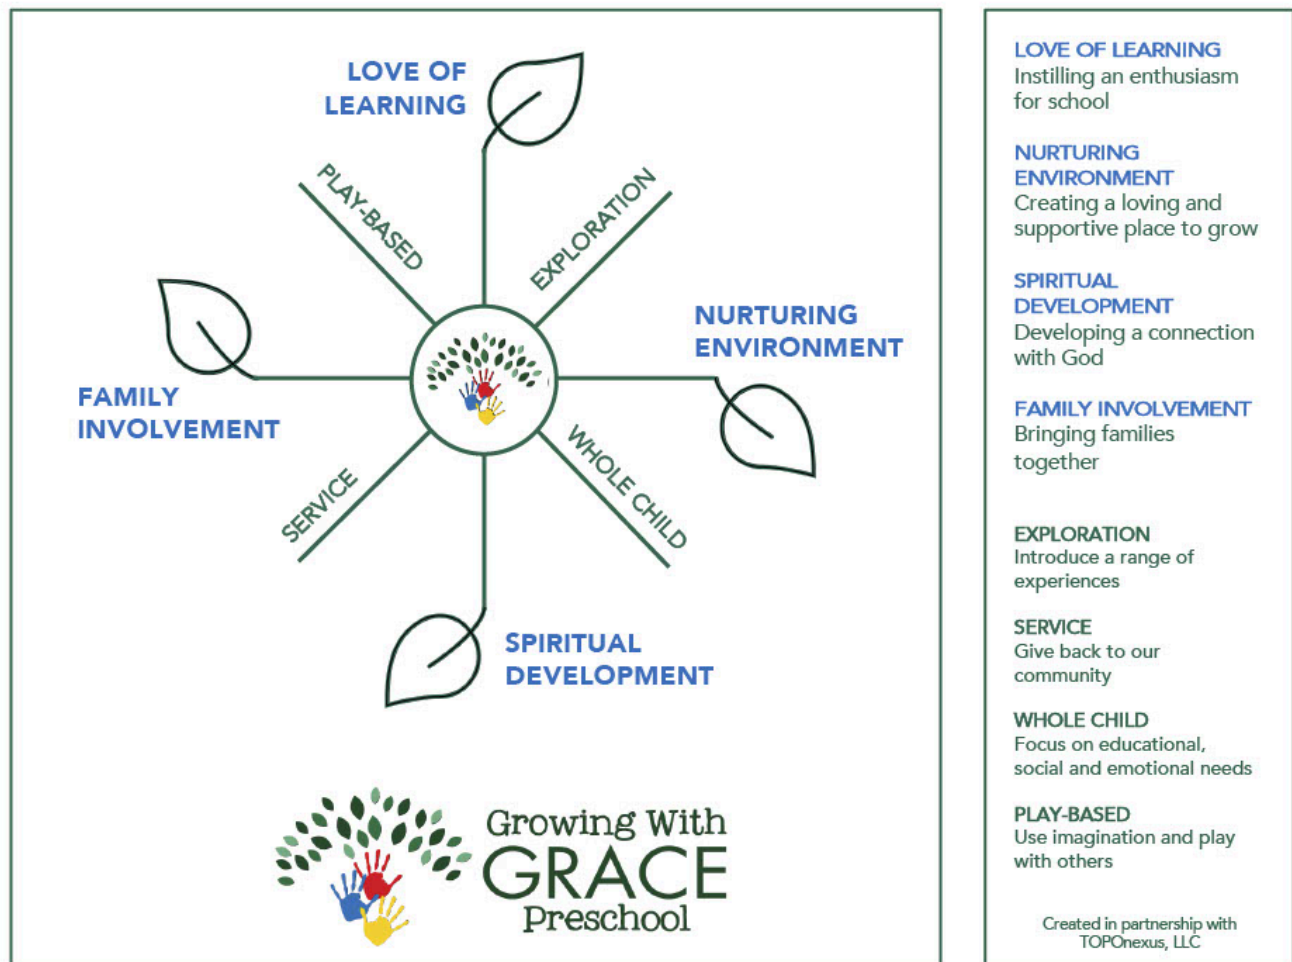 LOVE OF
LEARNING
PLAY-BASED
EXPLORATION
NURTURING
ENVIRONMENT
FAMILY
INVOLVEMENT
SERVICE
WHOLE CHILD
SPIRITUAL
DEVELOPMENT
Growing With
GRACE
Preschool
LOVE OF LEARNING
Instilling an enthusiasm
for school
NURTURING
ENVIRONMENT
Creating a loving and
supportive place to grow
SPIRITUAL
DEVELOPMENT
Developing a connection
with God
FAMILY INVOLVEMENT
Bringing families
together
EXPLORATION
Introduce a range of
experiences
SERVICE
Give back to our
community
WHOLE CHILD
Focus on educational,
social and emotional needs
PLAY-BASED
Use imagination and play
with others
Created in partnership with
TOPOnexus, LLC